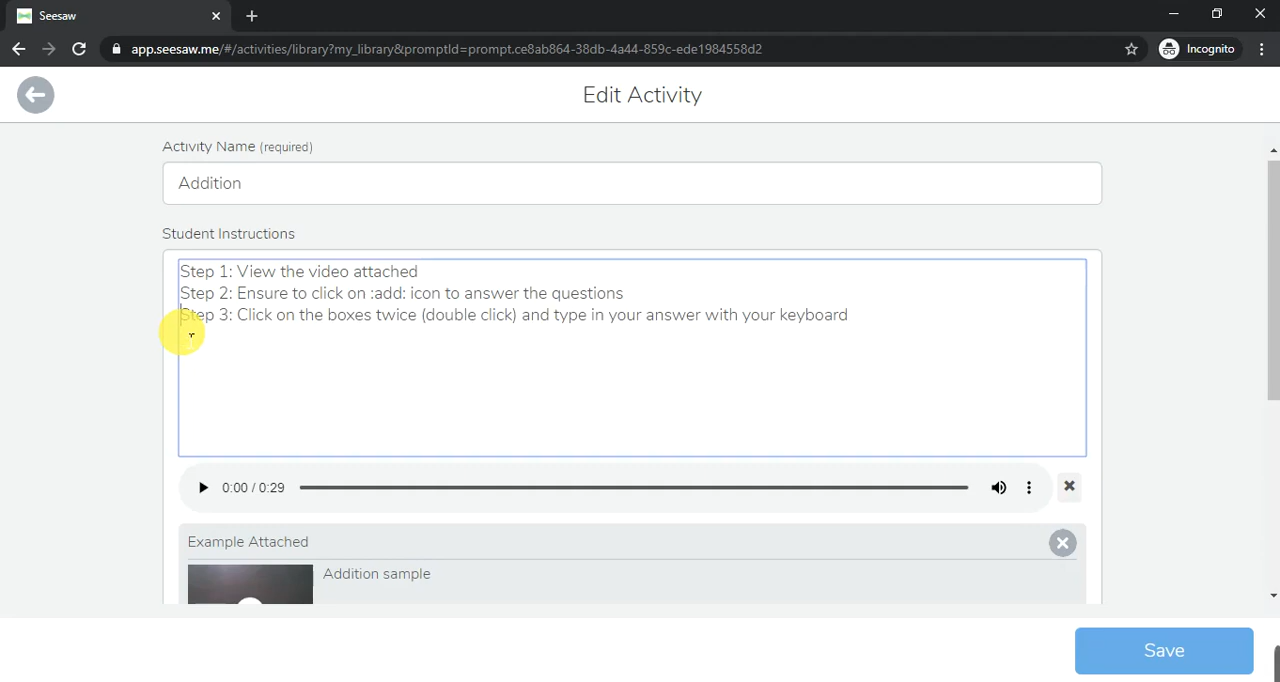 Seesaw
app.seesaw.me/#/activities/library?my_library&promptId=prompt.ce8ab864-38db-4a44-859c-ede1984558d2
Incognito
Edit Activity
Activity Name (required)
Addition
Student Instructions
Step 1: View the video attached
Step 2: Ensure to click on :add: icon to answer the questions
Step 3: Click on the boxes twice (double click) and type in your answer with your keyboard
0:00 / 0:29
Example Attached
Addition sample
Save